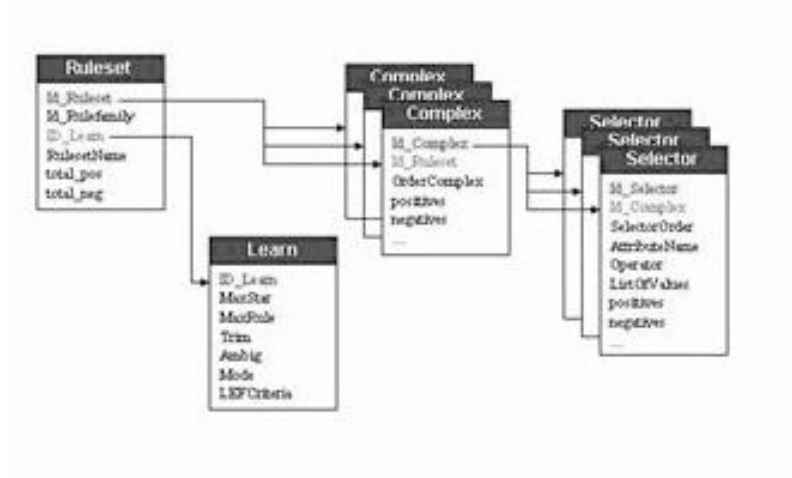 Ruleset
Id_Ruleset
Id_Rulefamily
ID_Learn
RulesetName
total_pos
total_neg
Complex
Complex
Complex
Id_Complex
Id_Ruleset
OrderComplex
positives
negatives
....
Selector
Selector
Selector
Id_Selector
Id_Complex
SelectorOrder
AttributeName
Operator
ListOfValues
positives
negatives
....
Learn
ID_Learn
MaxStar
MaxRule
Trim
Ambig
Mode
LEFCriteria